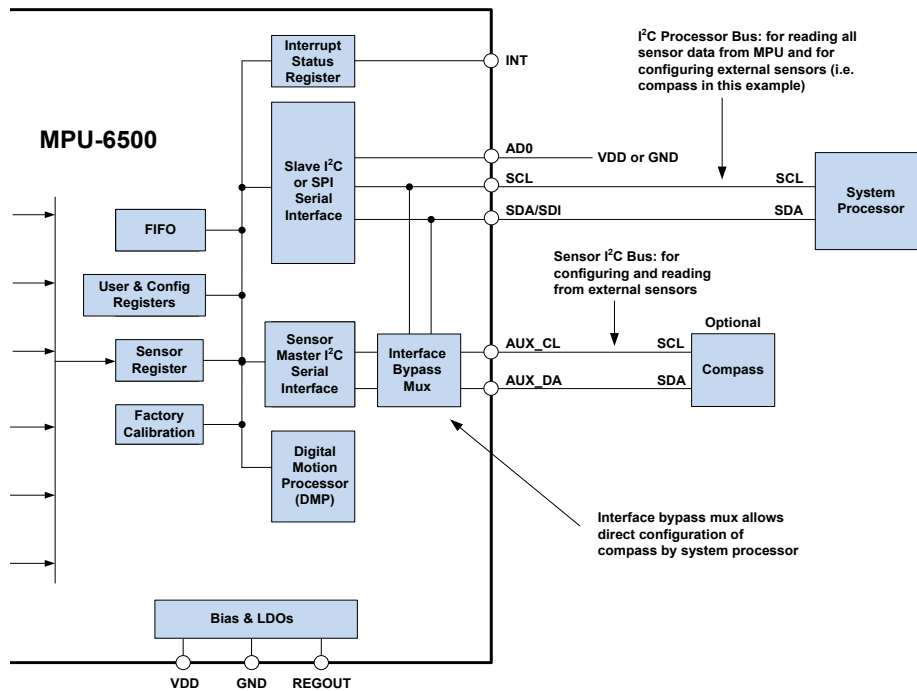 MPU-6500
Interrupt
Status
Register
INT
I²C Processor Bus: for reading all
sensor data from MPU and for
configuring external sensors (i.e.
compass in this example)
Slave I²C
or SPI
Serial
Interface
AD0
VDD or GND
SCL
SCL
SDA/SDI
SDA
System
Processor
FIFO
User & Config
Registers
Sensor I²C Bus: for
configuring and reading
from external sensors
Sensor
Register
Sensor
Master I²C
Serial
Interface
Interface
Bypass
Mux
AUX_CL
SCL
AUX_DA
SDA
Optional
Compass
Factory
Calibration
Digital
Motion
Processor
(DMP)
Interface bypass mux allows
direct configuration of
compass by system processor
Bias & LDOs
VDD
GND
REGOUT